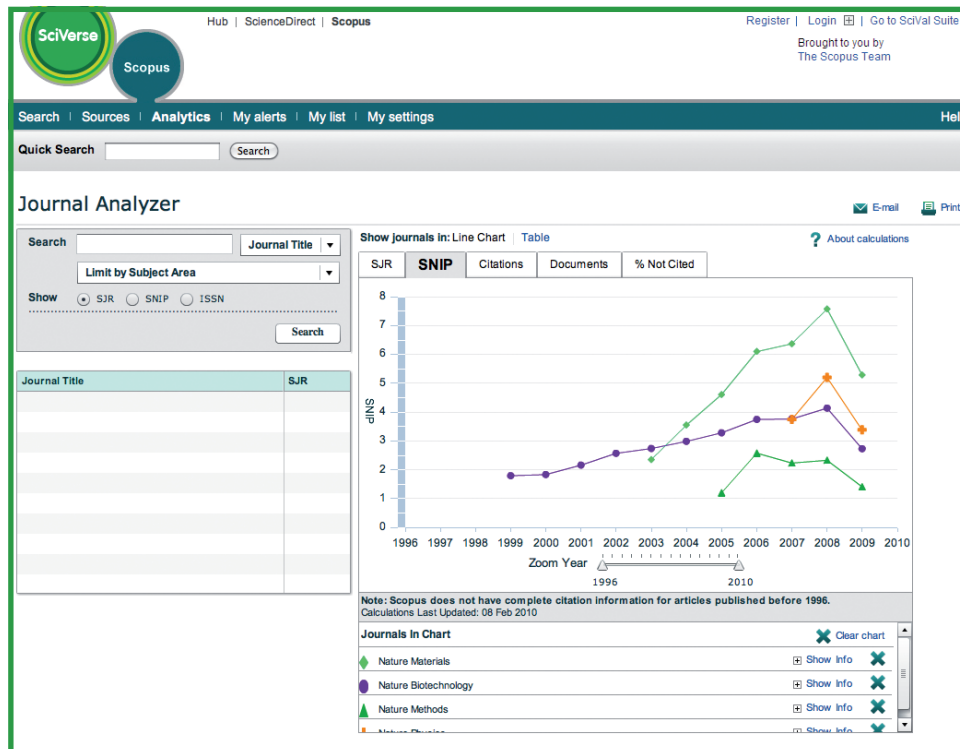 SciVerse
Scopus
Hub | ScienceDirect | Scopus
Register | Login | Go to SciVal Suite
Brought to you by
The Scopus Team
Search | Sources | Analytics | My alerts | My list | My settings
Hel
Quick Search
Search
Journal Analyzer
E-mail
Print
Search
Journal Title
Limit by Subject Area
Show SJR SNIP ISSN
Search
Journal Title SJR
Show journals in: Line Chart | Table
? About calculations
SJR SNIP Citations Documents % Not Cited
8
7
6
5
4
3
2
1
0
SNIP
1996 1997 1998 1999 2000 2001 2002 2003 2004 2005 2006 2007 2008 2009 2010
Zoom Year
1996 2010
Note: Scopus does not have complete citation information for articles published before 1996.
Calculations Last Updated: 08 Feb 2010
Journals In Chart
Clear chart
Nature Materials Show Info
Nature Biotechnology Show Info
Nature Methods Show Info
Nature Physics Show Info